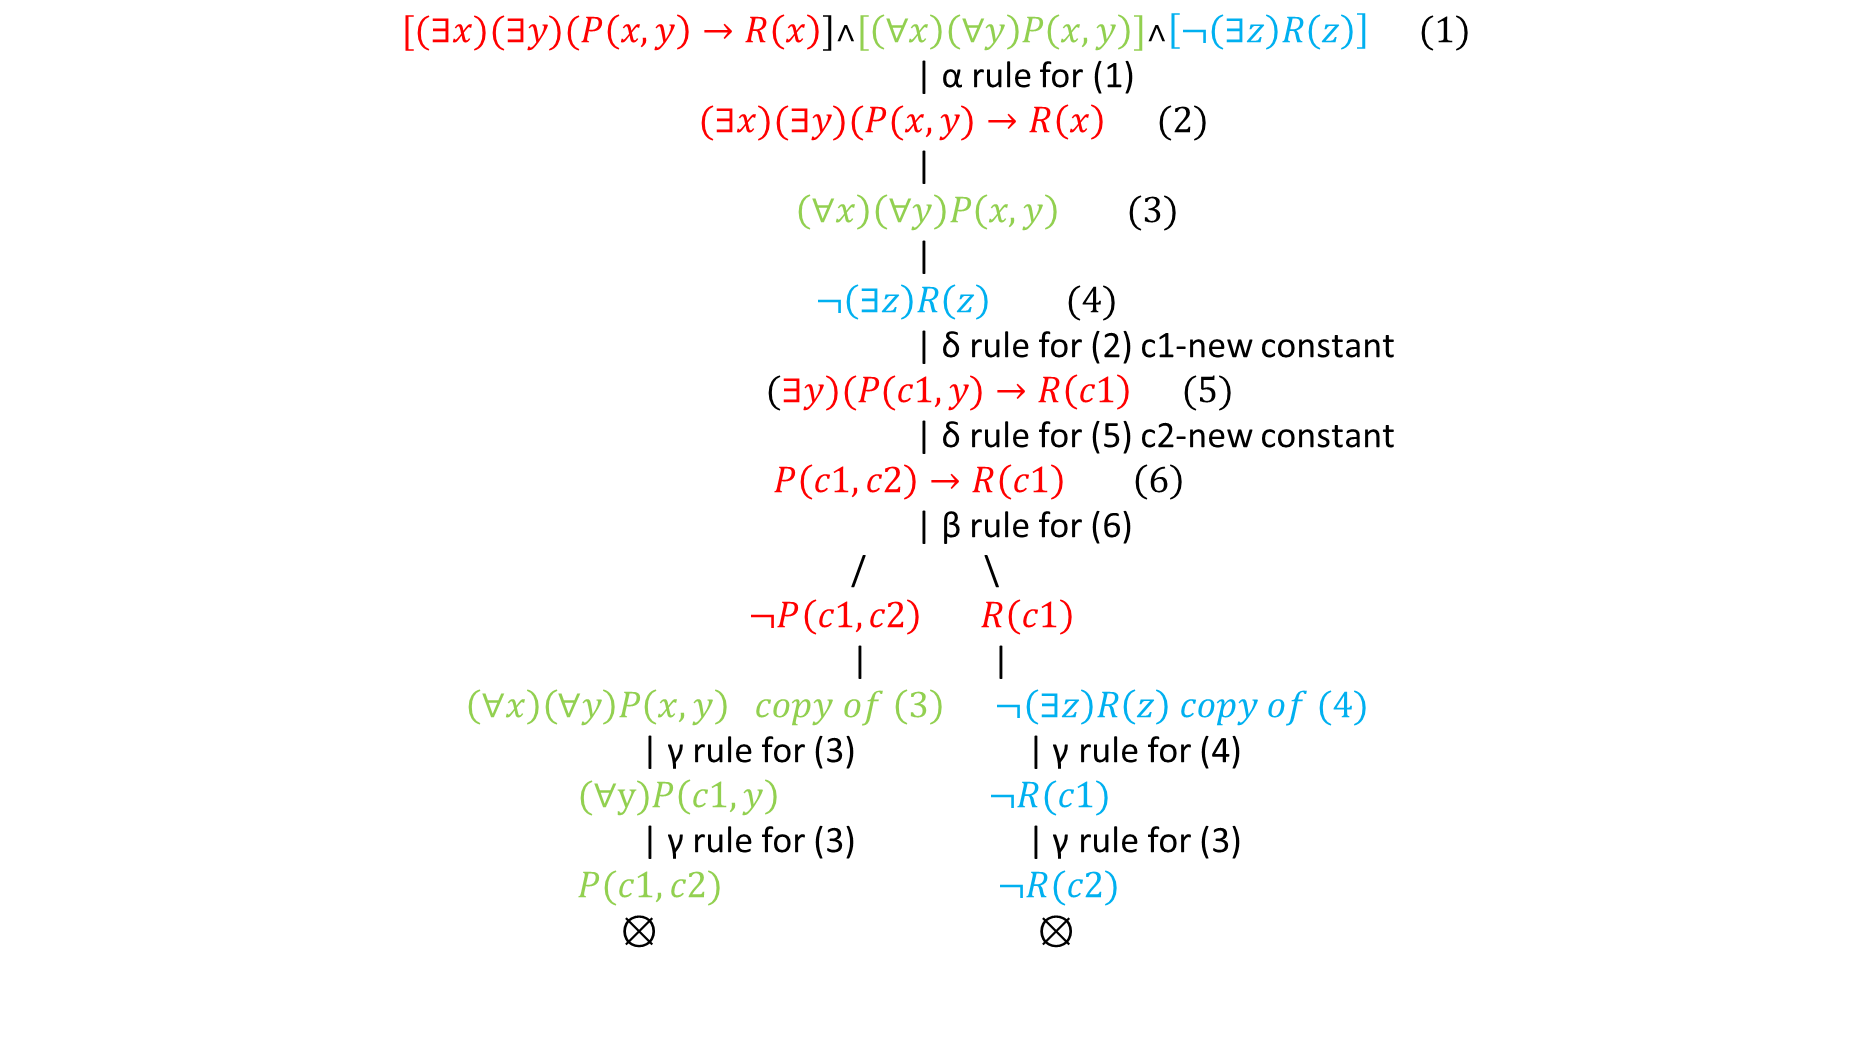 [(∃x)(∃y)(P(x,y) → R(x)]∧[(∀x)(∀y)P(x,y)]∧[¬(∃z)R(z)] (1)
| α rule for (1)
(∃x)(∃y)(P(x,y) → R(x) (2)
|
(∀x)(∀y)P(x,y) (3)
|
¬(∃z)R(z) (4)
| δ rule for (2) c1-new constant
(∃y)(P(c1,y) → R(c1) (5)
| δ rule for (5) c2-new constant
P(c1,c2) → R(c1) (6)
| β rule for (6)
/ \
¬P(c1,c2) R(c1)
| |
(∀x)(∀y)P(x,y) copy of (3) ¬(∃z)R(z) copy of (4)
| γ rule for (3) | γ rule for (4)
(∀y)P(c1,y) ¬R(c1)
| γ rule for (3) | γ rule for (3)
P(c1,c2) ¬R(c2)
⊗ ⊗